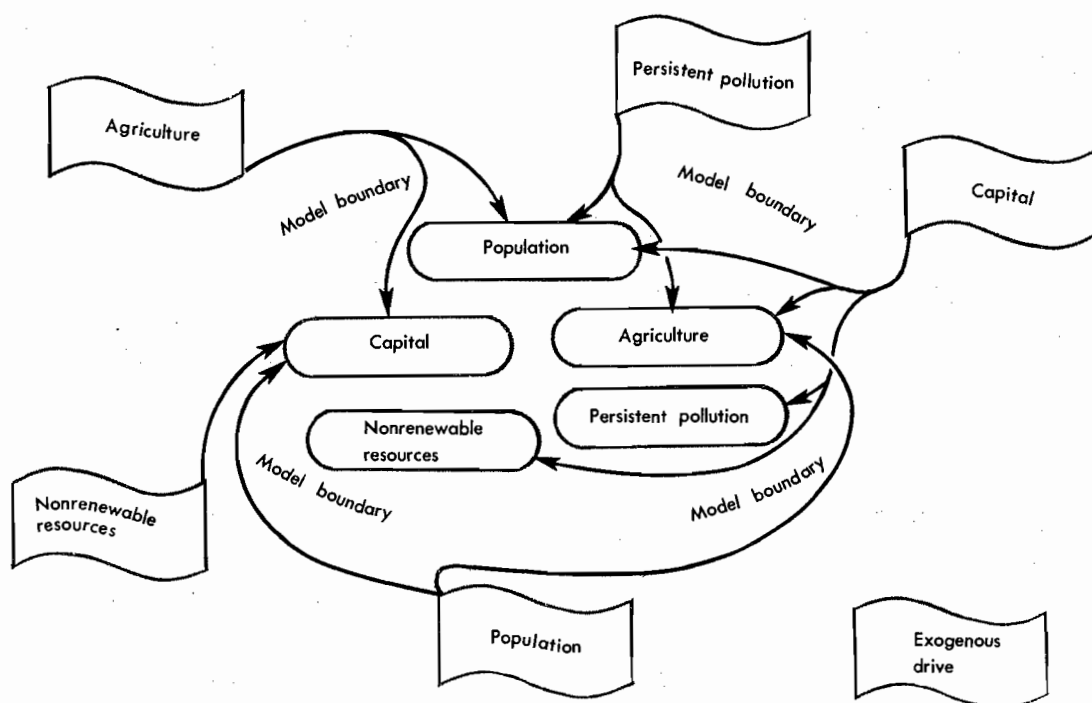 Persistent pollution
Agriculture
Model boundary
Capital
Model boundary
Population
Capital
Agriculture
Persistent pollution
Nonrenewable
resources
Model boundary
Model boundary
Nonrenewable
resources
Population
Exogenous
drive